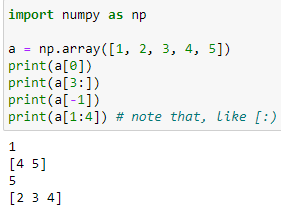 import numpy as np
a = np.array([1, 2, 3, 4, 5])
print(a[0])
print(a[3:])
print(a[-1])
print(a[1:4]) # note that, like [:)
1
[4 5]
5
[2 3 4]